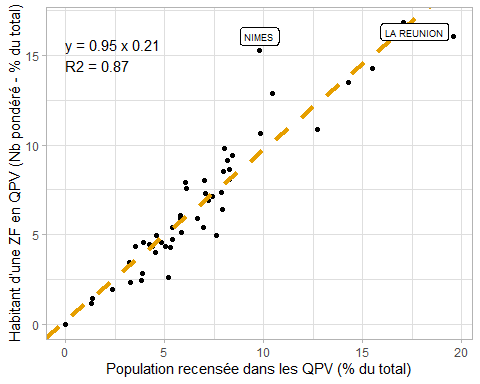 y = 0.95 x 0.21
R2 = 0.87
NIMES
LA REUNION
Habitant d'une ZF en QPV (Nb pondéré - % du total)
15
10
5
0
0
5
10
15
20
Population recensée dans les QPV (% du total)